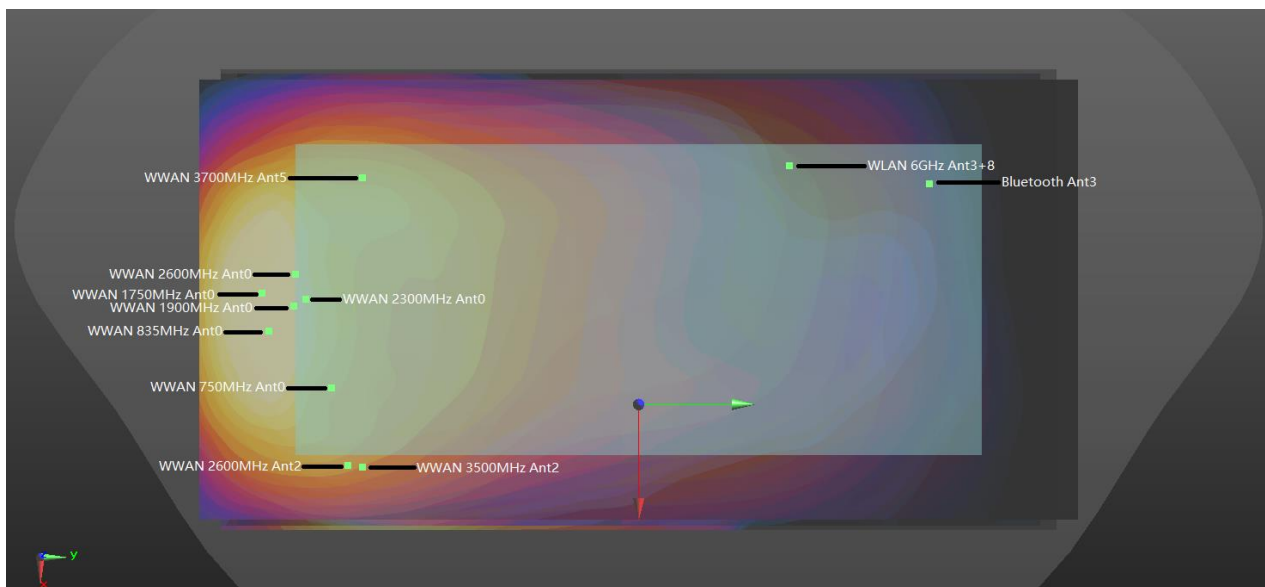 WLAN 6GHz Ant3+8
WWAN 3700MHz Ant5
Bluetooth Ant3
WWAN 2600MHz Ant0
WWAN 1750MHz Ant0
WWAN 2300MHz Ant0
WWAN 1900MHz Ant0
WWAN 835MHz Ant0
WWAN 750MHz Ant0
WWAN 2600MHz Ant2
WWAN 3500MHz Ant2
y
x